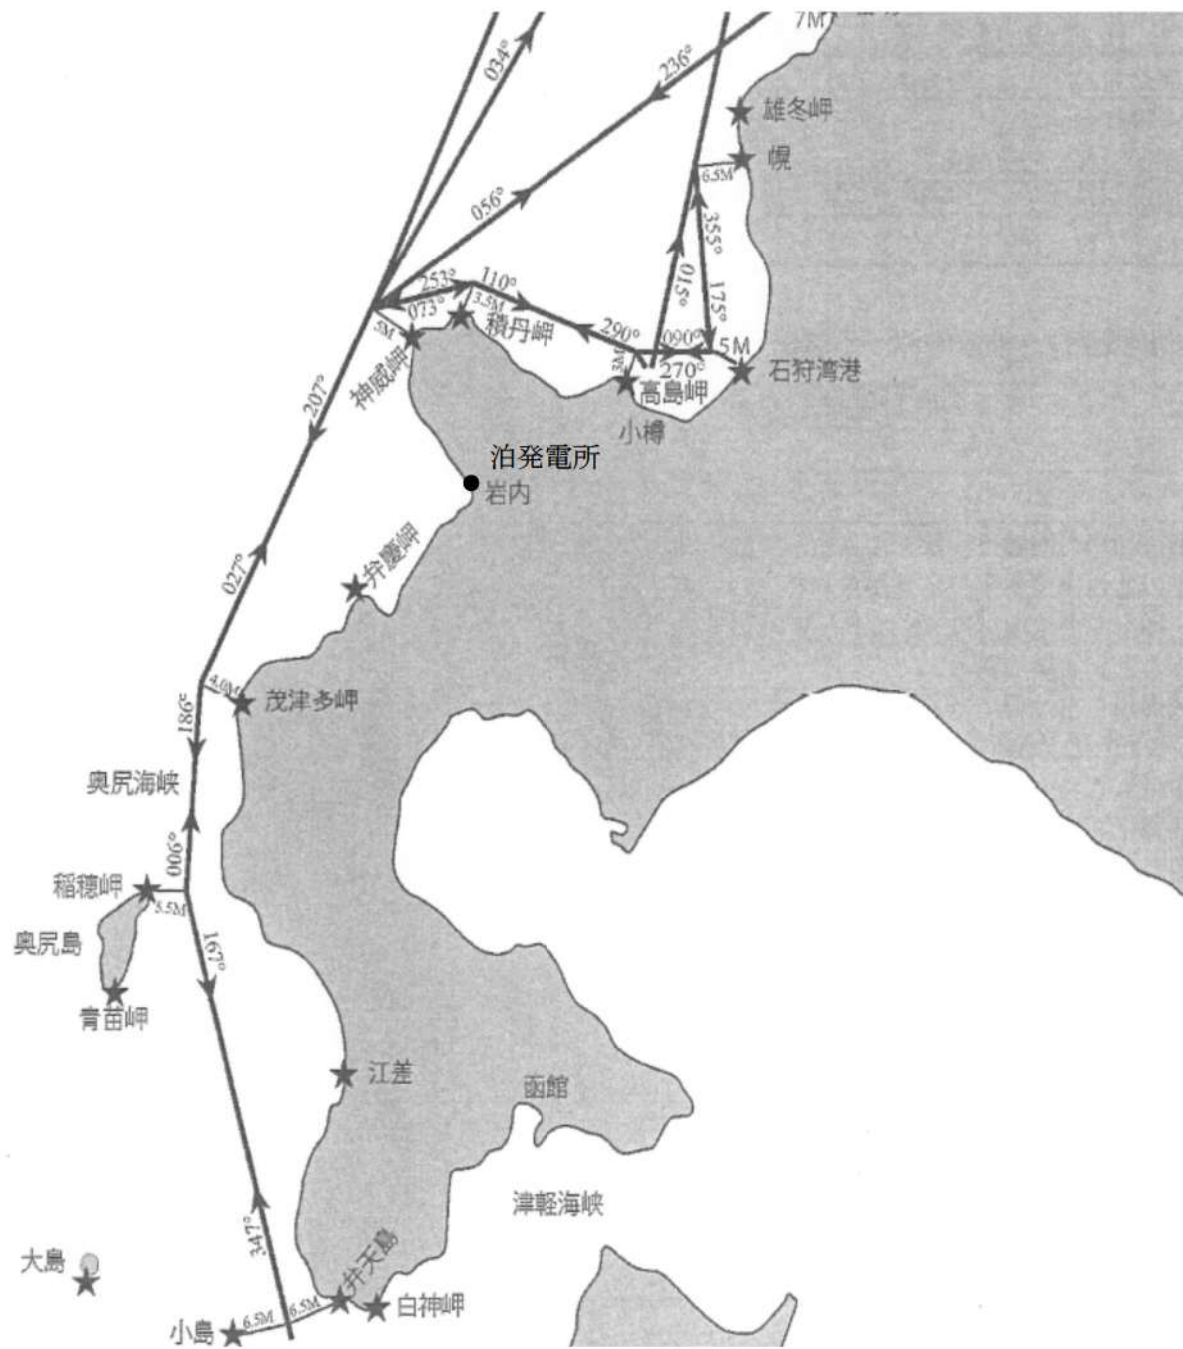 7M
034°
236°
雄冬岬
幌
6.5M
056°
355°
015°
175°
253°
073°
110°
3.5M
積丹岬
5M
神威岬
290°
090°
270°
5M
3M
高島岬
石狩湾港
小樽
207°
泊発電所
岩内
弁慶岬
027°
4.0M
茂津多岬
186°
奥尻海峡
006°
稲穂岬
5.5M
奥尻島
167°
青苗岬
江差
函館
津軽海峡
347°
大島
弁天島
6.5M
6.5M
白神岬
小島